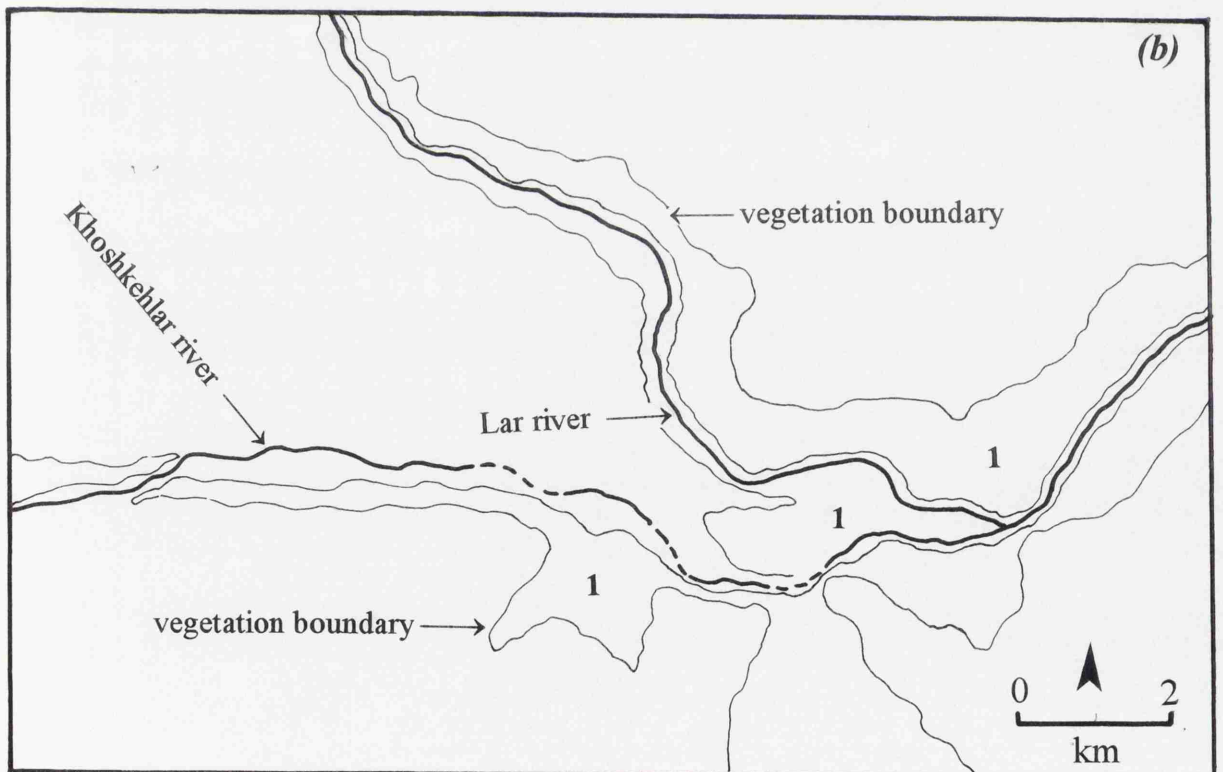 (b)
vegetation boundary
Khoshkehlar river
Lar river
1
1
1
vegetation boundary
0 2
km